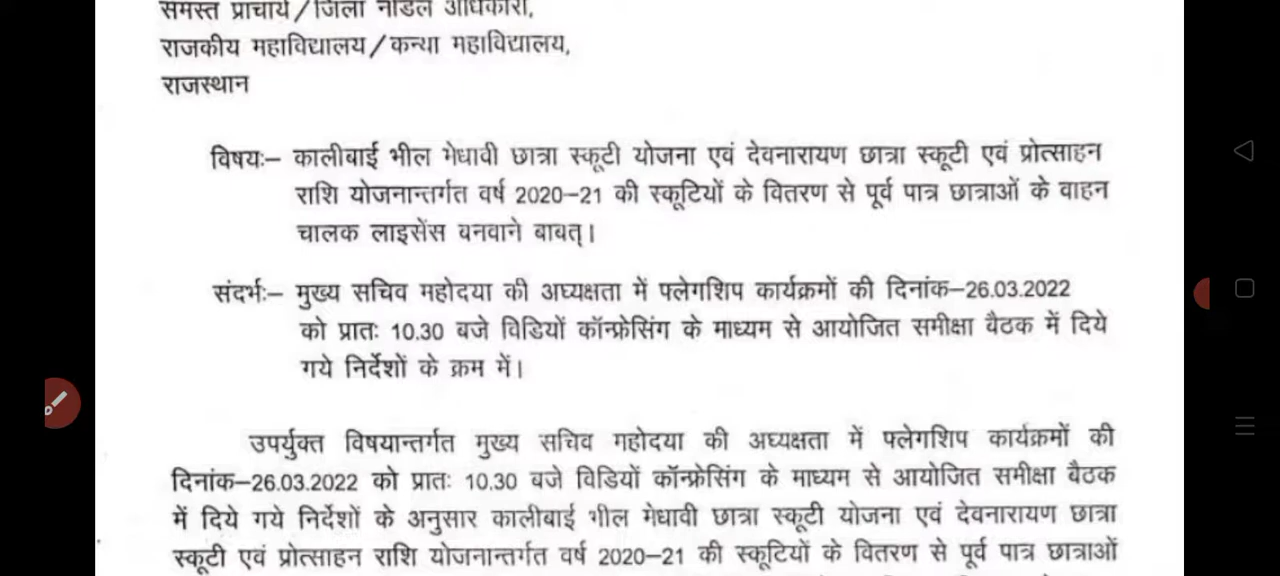 समस्त प्राचार्य/जिला नोडल अधिकारी,
राजकीय महाविद्यालय/कन्या महाविद्यालय,
राजस्थान
विषयः– कालीबाई भील मेधावी छात्रा स्कूटी योजना एवं देवनारायण छात्रा स्कूटी एवं प्रोत्साहन
राशि योजनान्तर्गत वर्ष 2020–21 की स्कूटियों के वितरण से पूर्व पात्र छात्राओं के वाहन
चालक लाइसेंस बनवाने बाबत्।
संदर्भः– मुख्य सचिव महोदया की अध्यक्षता में फ्लेगशिप कार्यक्रमों की दिनांक–26.03.2022
को प्रातः 10.30 बजे विडियों कॉन्फ्रेसिंग के माध्यम से आयोजित समीक्षा बैठक में दिये
गये निर्देशों के क्रम में।
उपर्युक्त विषयान्तर्गत मुख्य सचिव महोदया की अध्यक्षता में फ्लेगशिप कार्यक्रमों की
दिनांक–26.03.2022 को प्रातः 10.30 बजे विडियों कॉन्फ्रेसिंग के माध्यम से आयोजित समीक्षा बैठक
में दिये गये निर्देशों के अनुसार कालीबाई भील मेधावी छात्रा स्कूटी योजना एवं देवनारायण छात्रा
स्कूटी एवं प्रोत्साहन राशि योजनान्तर्गत वर्ष 2020–21 की स्कूटियों के वितरण से पूर्व पात्र छात्राओं